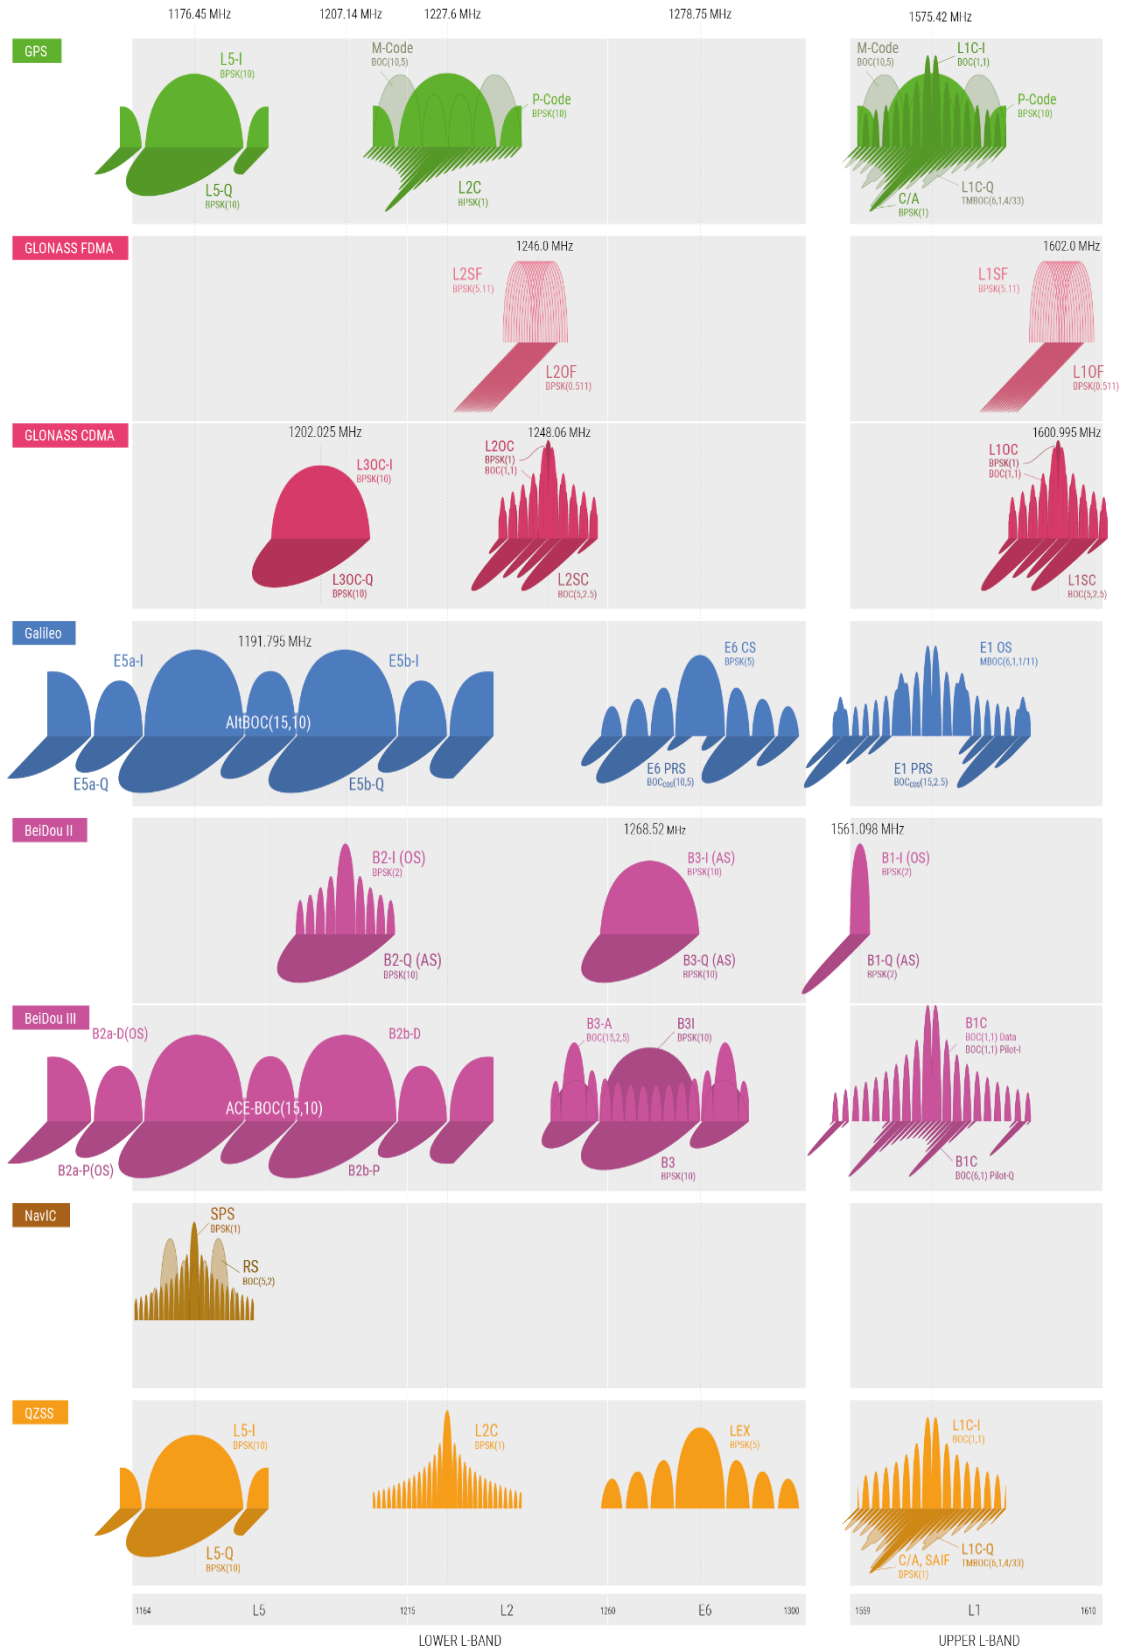 1176.45 MHz
1207.14 MHz
1227.6 MHz
1278.75 MHz
1575.42 MHz
GPS
L5-I
BPSK(10)
L5-Q
BPSK(10)
M-Code
BOC(10,5)
P-Code
BPSK(10)
L2C
BPSK(1)
M-Code
BOC(10,5)
L1C-I
BOC(1,1)
P-Code
BPSK(10)
L1C-Q
TMBOC(6,1,4/33)
C/A
BPSK(1)
GLONASS FDMA
1246.0 MHz
L2SF
BPSK(5.11)
L2OF
BPSK(0.511)
1602.0 MHz
L1SF
BPSK(5.11)
L1OF
BPSK(0.511)
GLONASS CDMA
1202.025 MHz
L3OC-I
BPSK(10)
L3OC-Q
BPSK(10)
1248.06 MHz
L2OC
BPSK(1)
BOC(1,1)
L2SC
BOC(5,2.5)
1600.995 MHz
L1OC
BPSK(1)
BOC(1,1)
L1SC
BOC(5,2.5)
Galileo
1191.795 MHz
E5a-I
E5b-I
AltBOC(15,10)
E5a-Q
E5b-Q
E6 CS
BPSK(5)
E6 PRS
BOCcos(10,5)
E1 OS
MBOC(6,1,1/11)
E1 PRS
BOCcos(15,2.5)
BeiDou II
B2-I (OS)
BPSK(2)
B2-Q (AS)
BPSK(10)
1268.52 MHz
B3-I (AS)
BPSK(10)
B3-Q (AS)
BPSK(10)
1561.098 MHz
B1-I (OS)
BPSK(2)
B1-Q (AS)
BPSK(2)
BeiDou III
B2a-D(OS)
B2b-D
ACE-BOC(15,10)
B2a-P(OS)
B2b-P
B3-A
BOC(15,2,5)
B3I
BPSK(10)
B3
BPSK(10)
B1C
BOC(1,1) Data
BOC(1,1) Pilot-I
B1C
BOC(6,1) Pilot-Q
NavIC
SPS
BPSK(1)
RS
BOC(5,2)
QZSS
L5-I
BPSK(10)
L5-Q
BPSK(10)
L2C
BPSK(1)
LEX
BPSK(5)
L1C-I
BOC(1,1)
L1C-Q
TMBOC(6,1,4/33)
C/A, SAIF
BPSK(1)
1164
L5
1215
L2
1260
E6
1300
1559
L1
1610
LOWER L-BAND
UPPER L-BAND